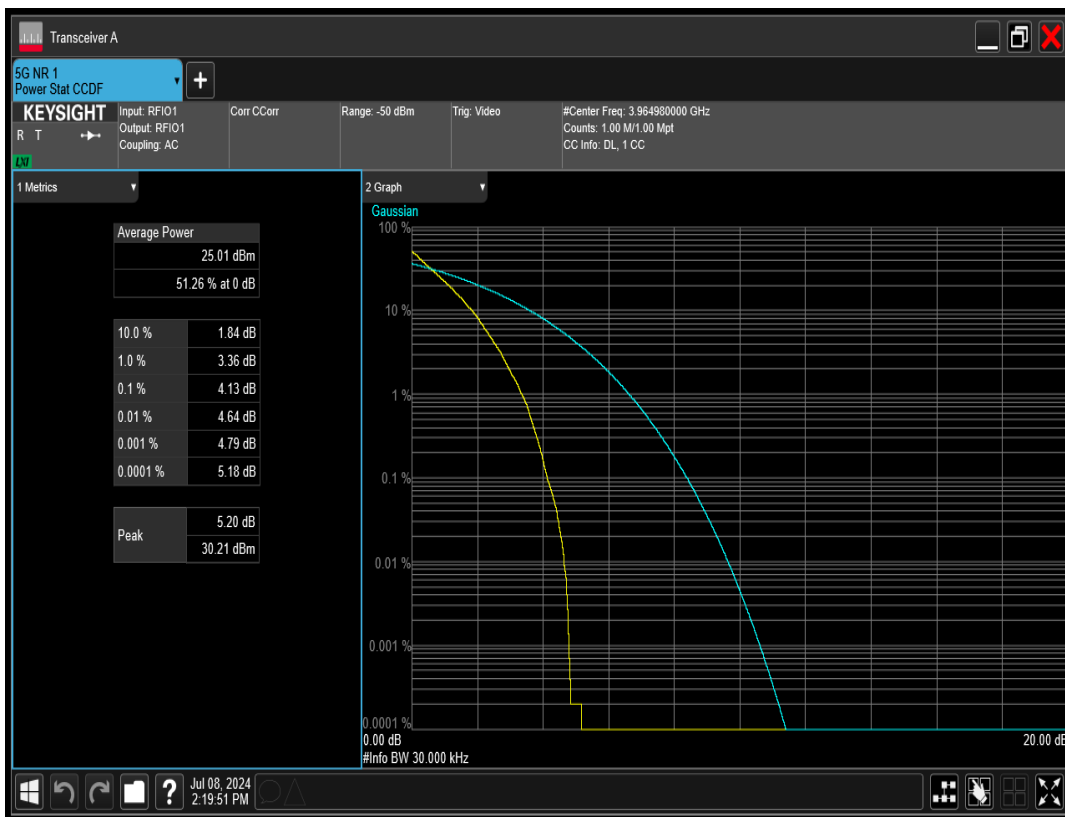 Transceiver A
5G NR 1
Power Stat CCDF
+
KEYSIGHT
R T
LXI
Input: RFIO1
Output: RFIO1
Coupling: AC
Corr CCorr
Range: -50 dBm
Trig: Video
#Center Freq: 3.964980000 GHz
Counts: 1.00 M/1.00 Mpt
CC Info: DL, 1 CC
1 Metrics
Average Power
25.01 dBm
51.26 % at 0 dB
10.0 % 1.84 dB
1.0 % 3.36 dB
0.1 % 4.13 dB
0.01 % 4.64 dB
0.001 % 4.79 dB
0.0001 % 5.18 dB
Peak
5.20 dB
30.21 dBm
2 Graph
Gaussian
100 %
10 %
1 %
0.1 %
0.01 %
0.001 %
0.0001 %
0.00 dB 20.00 dB
#Info BW 30.000 kHz
?
Jul 08, 2024
2:19:51 PM